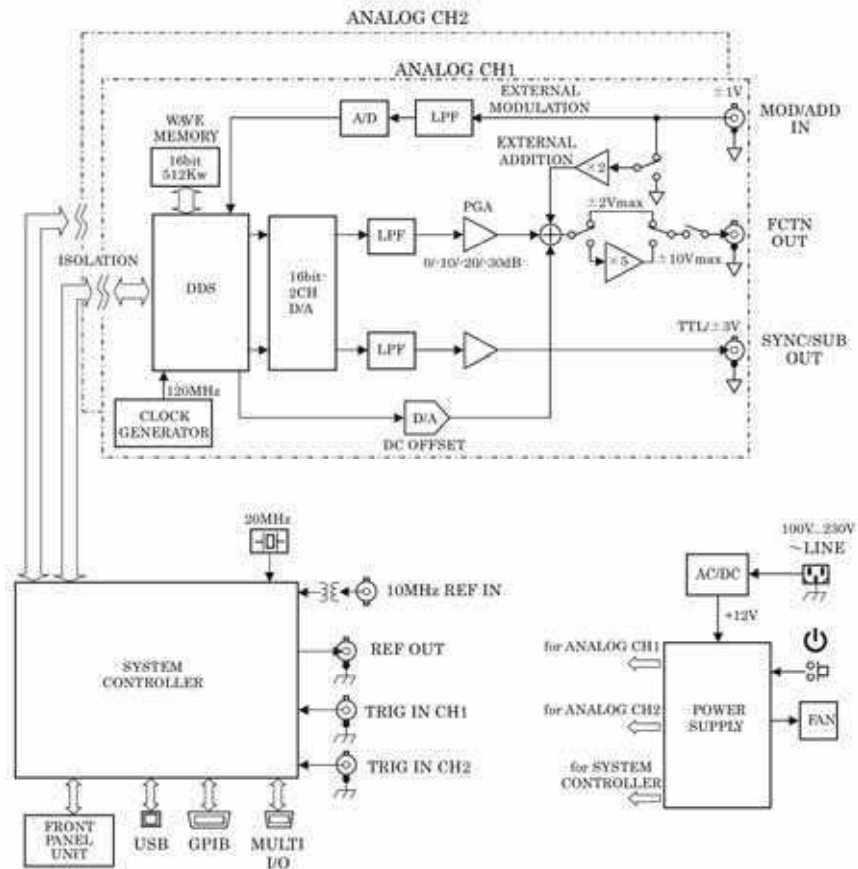 ANALOG CH2
ANALOG CH1
±1V
MOD/ADD
IN
EXTERNAL
MODULATION
A/D
LPF
WAVE
MEMORY
16bit
512Kw
EXTERNAL
ADDITION
×2
±2Vmax
PGA
LPF
0/-10/-20/-30dB
×5
±10Vmax
FCTN
OUT
ISOLATION
DDS
16bit-
2CH
D/A
TTL/±3V
LPF
SYNC/SUB
OUT
120MHz
CLOCK
GENERATOR
D/A
DC OFFSET
20MHz
10MHz REF IN
SYSTEM
CONTROLLER
REF OUT
TRIG IN CH1
TRIG IN CH2
FRONT
PANEL
UNIT
USB
GPIB
MULTI
I/O
100V...230V
~LINE
AC/DC
+12V
for ANALOG CH1
for ANALOG CH2
for SYSTEM
CONTROLLER
POWER
SUPPLY
FAN